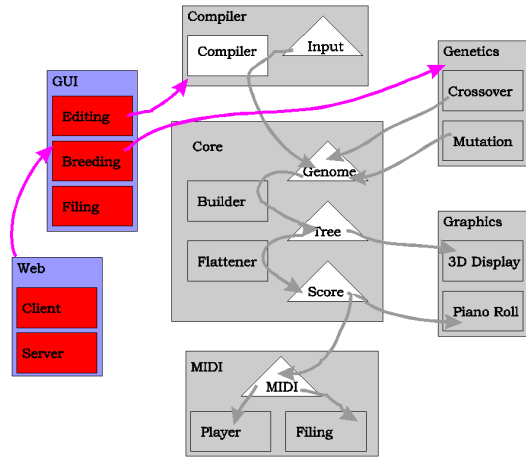 Compiler
Compiler
Input
Genetics
Crossover
Mutation
GUI
Editing
Breeding
Filing
Core
Genome
Builder
Tree
Flattener
Score
Graphics
3D Display
Piano Roll
Web
Client
Server
MIDI
MIDI
Player
Filing